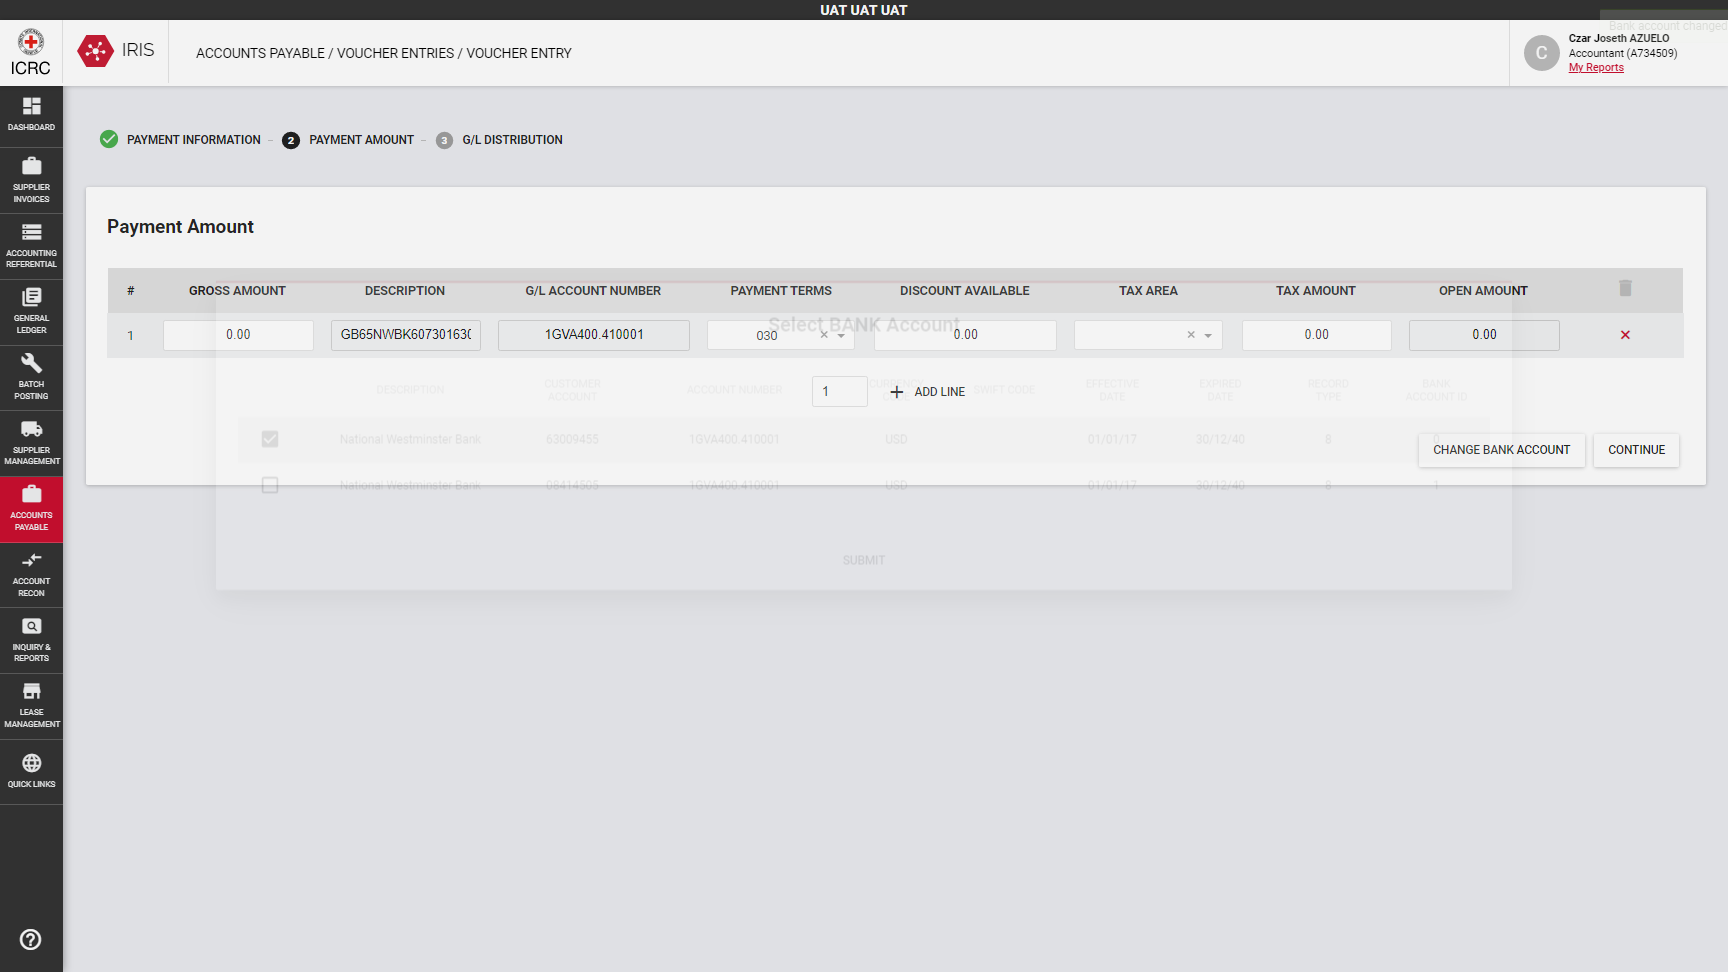 UAT UAT UAT
Bank account changed
ICRC
IRIS
ACCOUNTS PAYABLE / VOUCHER ENTRIES / VOUCHER ENTRY
C
Czar Joseth AZUELO
Accountant (A734509)
My Reports
DASHBOARD
SUPPLIER
INVOICES
ACCOUNTING
REFERENTIAL
GENERAL
LEDGER
BATCH
POSTING
SUPPLIER
MANAGEMENT
ACCOUNTS
PAYABLE
ACCOUNT
RECON
INQUIRY &
REPORTS
LEASE
MANAGEMENT
QUICK LINKS
PAYMENT INFORMATION – 2 PAYMENT AMOUNT – 3 G/L DISTRIBUTION
Payment Amount
# GROSS AMOUNT DESCRIPTION G/L ACCOUNT NUMBER PAYMENT TERMS DISCOUNT AVAILABLE TAX AREA TAX AMOUNT OPEN AMOUNT
Select BANK Account
1 0.00 GB65NWBK60730163 1GVA400.410001 030 × 0.00 × 0.00 0.00 ×
1 + ADD LINE
DESCRIPTION CUSTOMER ACCOUNT ACCOUNT NUMBER CURRENCY SWIFT CODE EFFECTIVE DATE EXPIRED DATE RECORD TYPE BANK ACCOUNT ID
National Westminster Bank 63009455 1GVA400.410001 USD 01/01/17 30/12/40 8 0
CHANGE BANK ACCOUNT CONTINUE
National Westminster Bank 08414505 1GVA400.410001 USD 01/01/17 30/12/40 8 1
SUBMIT